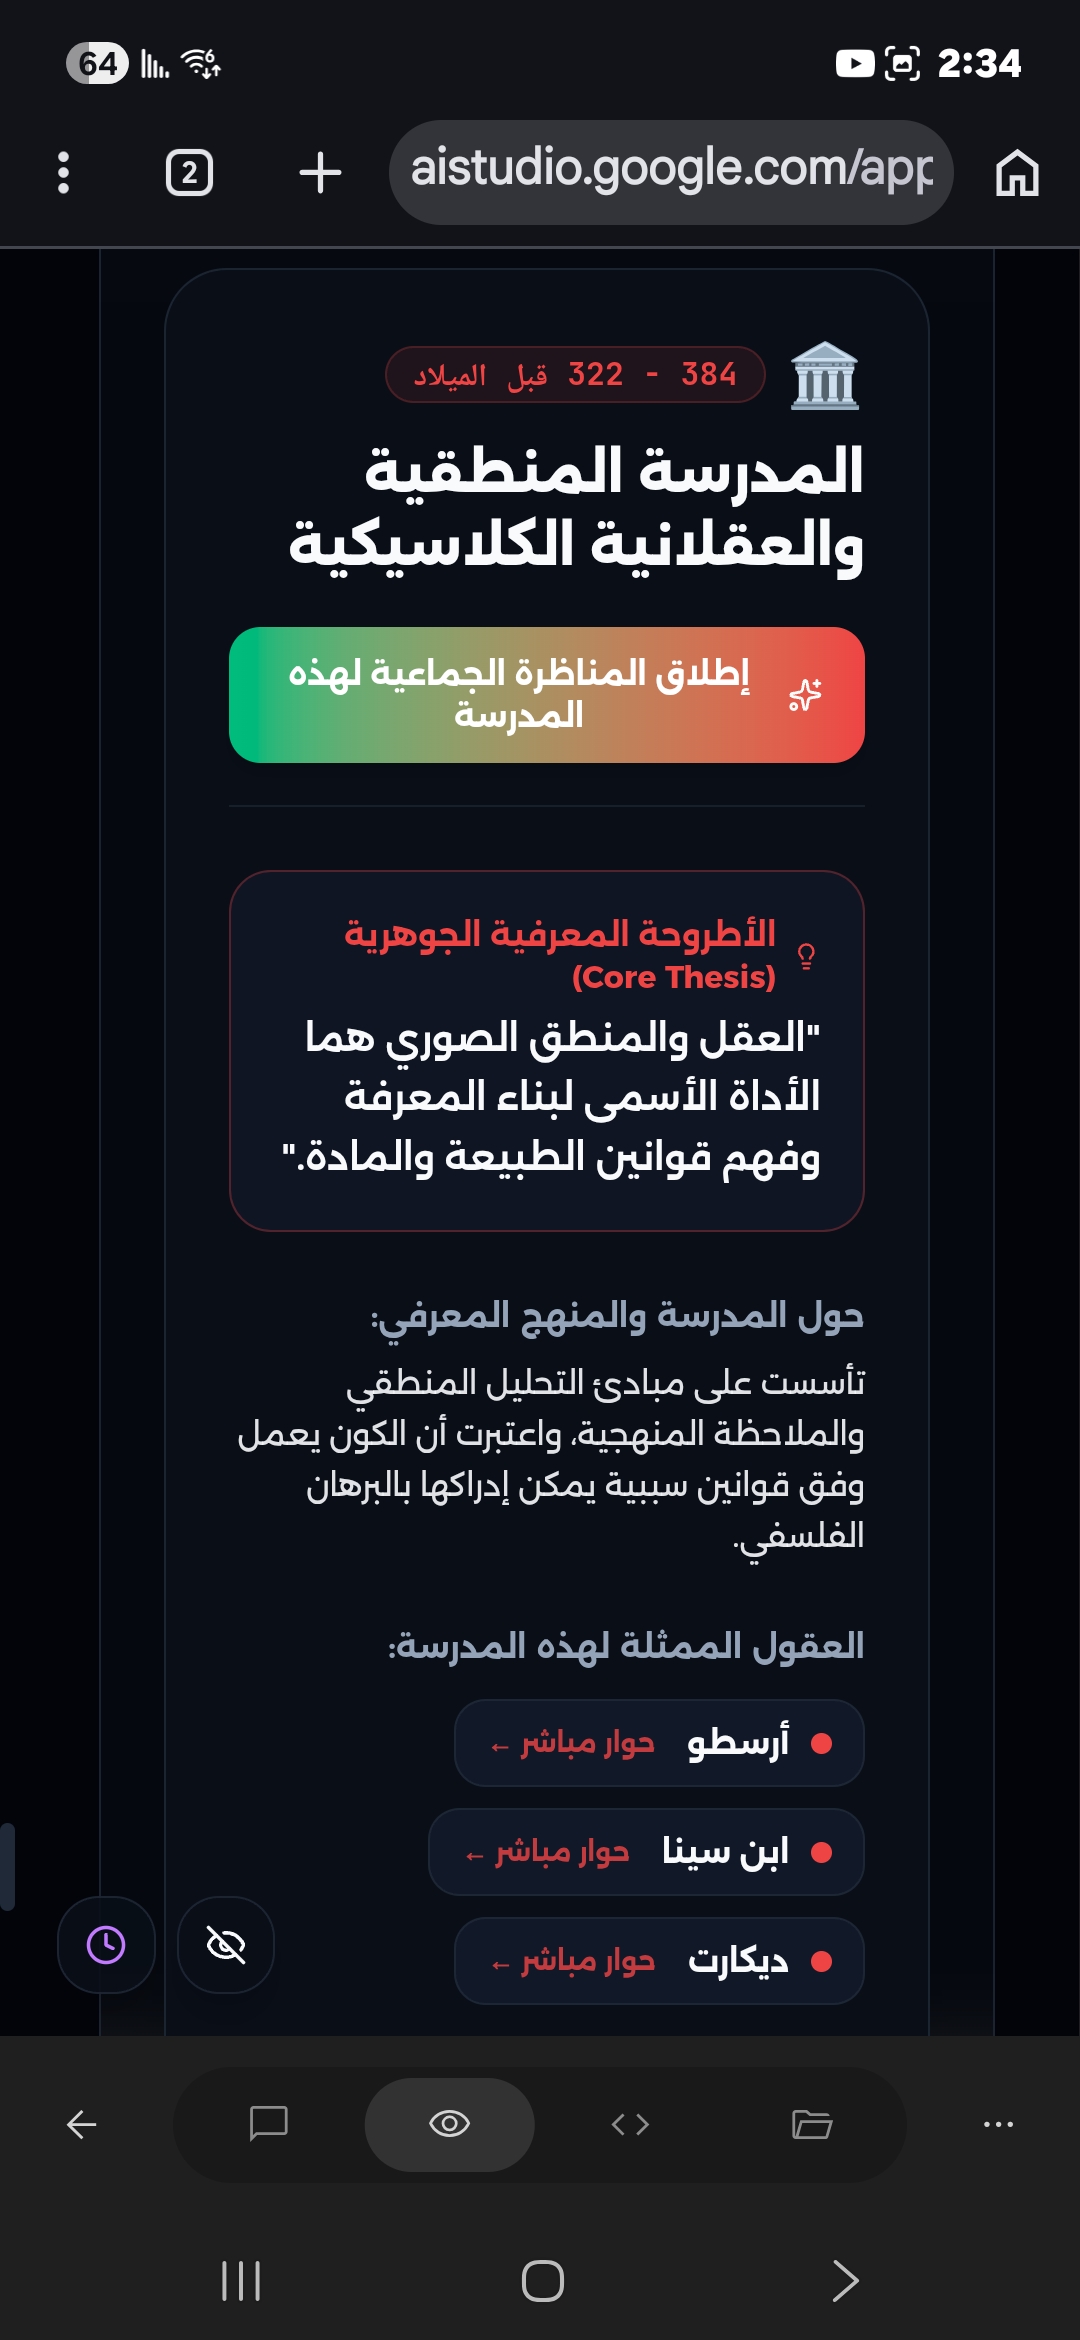 64
6
2:34
2
aistudio.google.com/app
384 - 322 قبل الميلاد
المدرسة المنطقية
والعقلانية الكلاسيكية
إطلاق المناظرة الجماعية لهذه
المدرسة
الأطروحة المعرفية الجوهرية
(Core Thesis)
"العقل والمنطق الصوري هما
الأداة الأسمى لبناء المعرفة
وفهم قوانين الطبيعة والمادة."
حول المدرسة والمنهج المعرفي:
تأسست على مبادئ التحليل المنطقي
والملاحظة المنهجية، واعتبرت أن الكون يعمل
وفق قوانين سببية يمكن إدراكها بالبرهان
الفلسفي.
العقول الممثلة لهذه المدرسة:
أرسطو حوار مباشر ←
ابن سينا حوار مباشر ←
ديكارت حوار مباشر ←